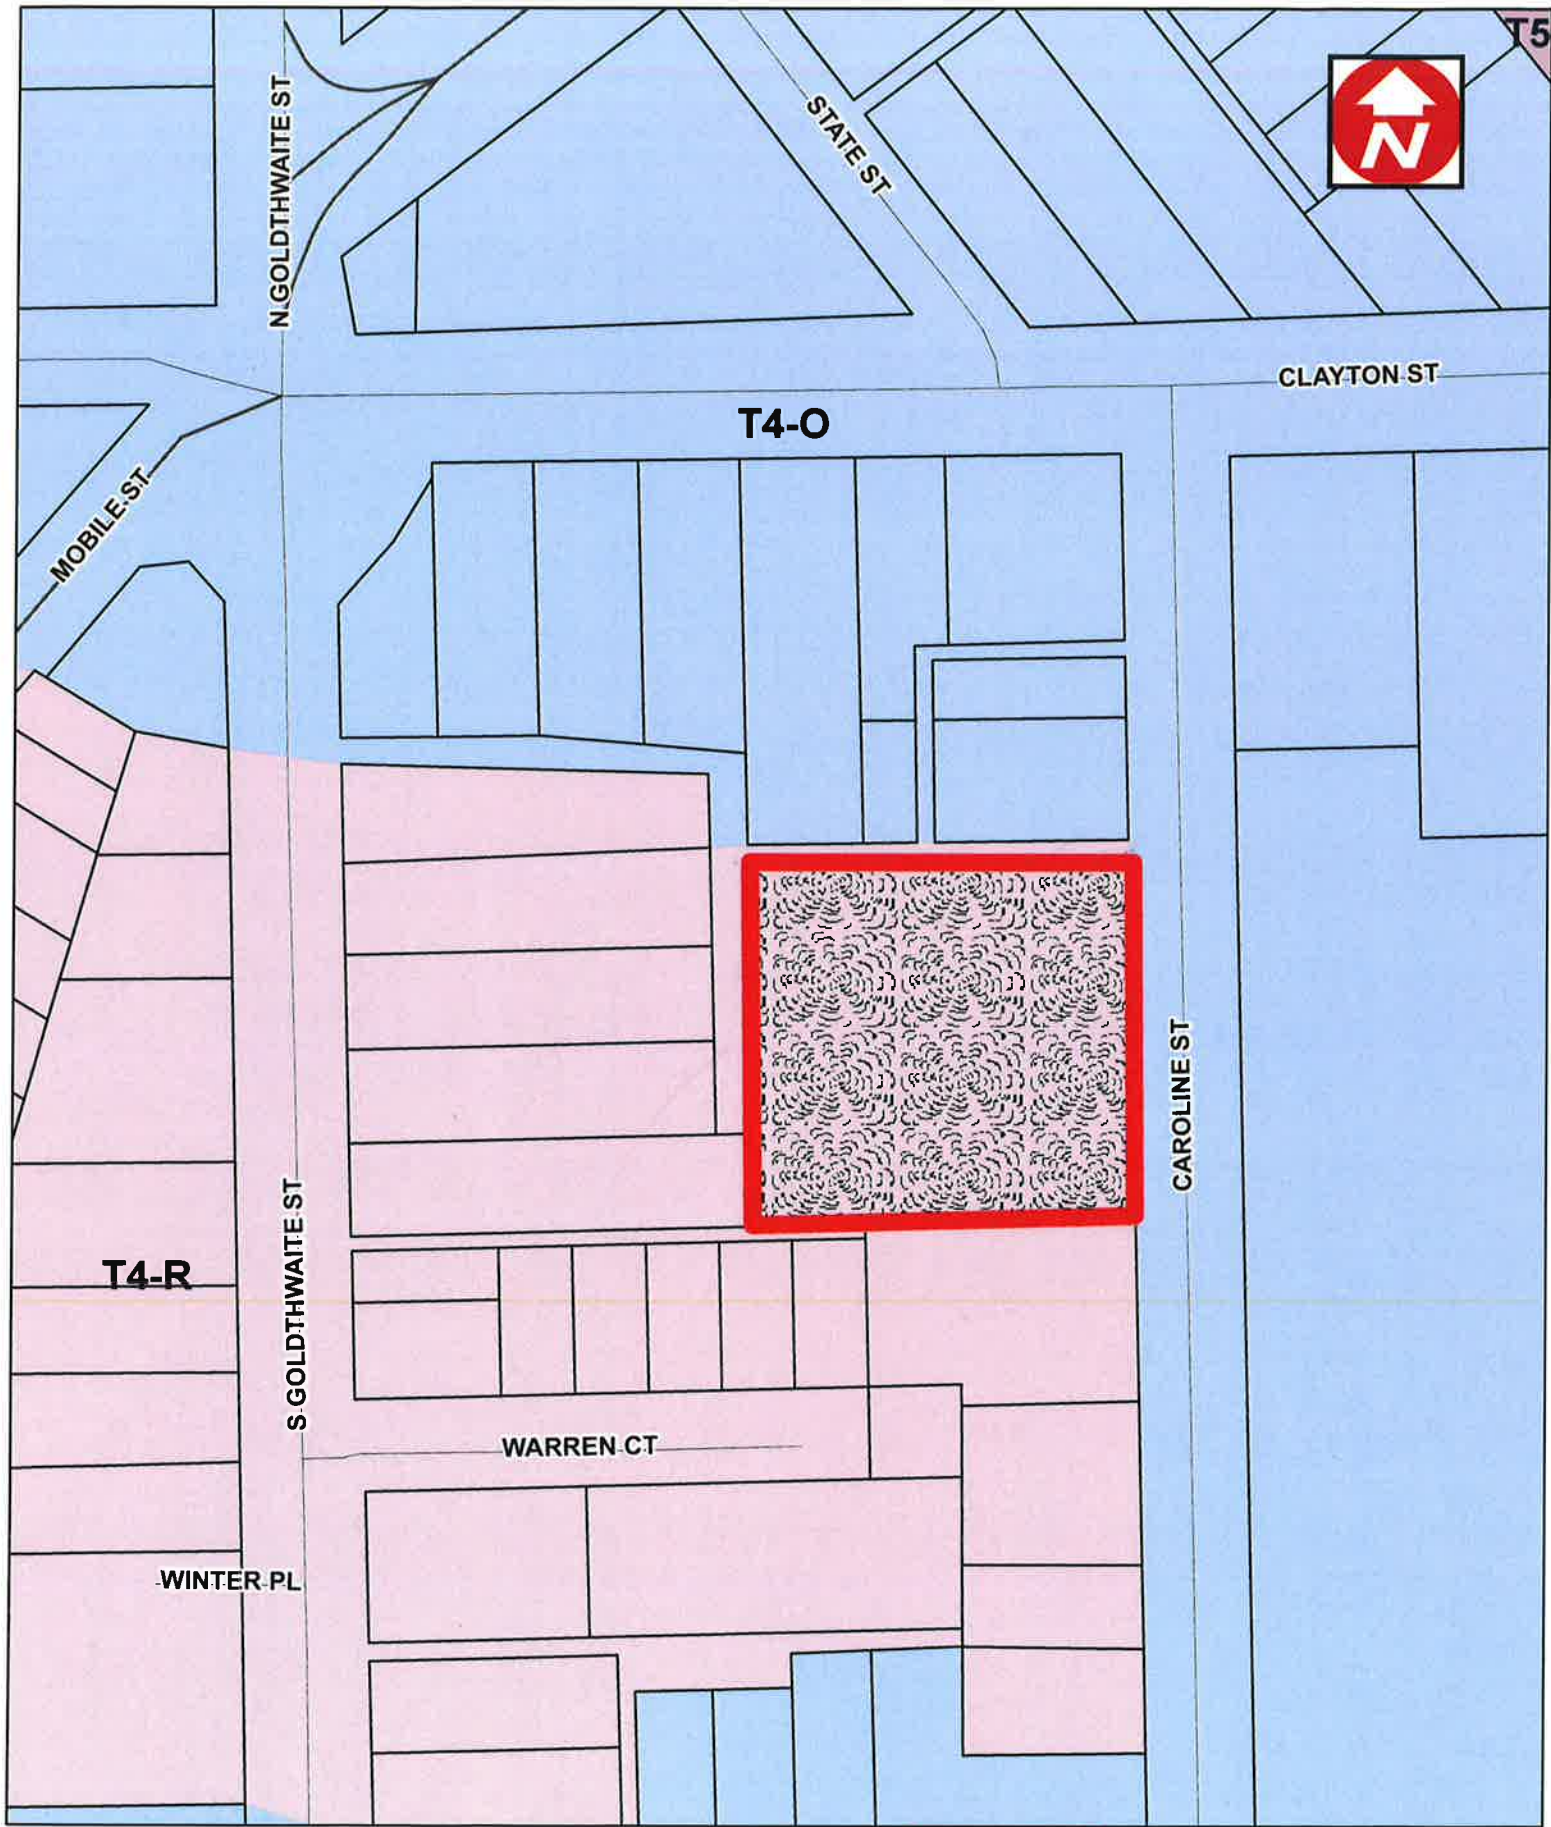 T5
N
N GOLDTHWAITE ST
STATE ST
CLAYTON ST
T4-O
MOBILE ST
CAROLINE ST
S GOLDTHWAITE ST
T4-R
WARREN CT
WINTER PL